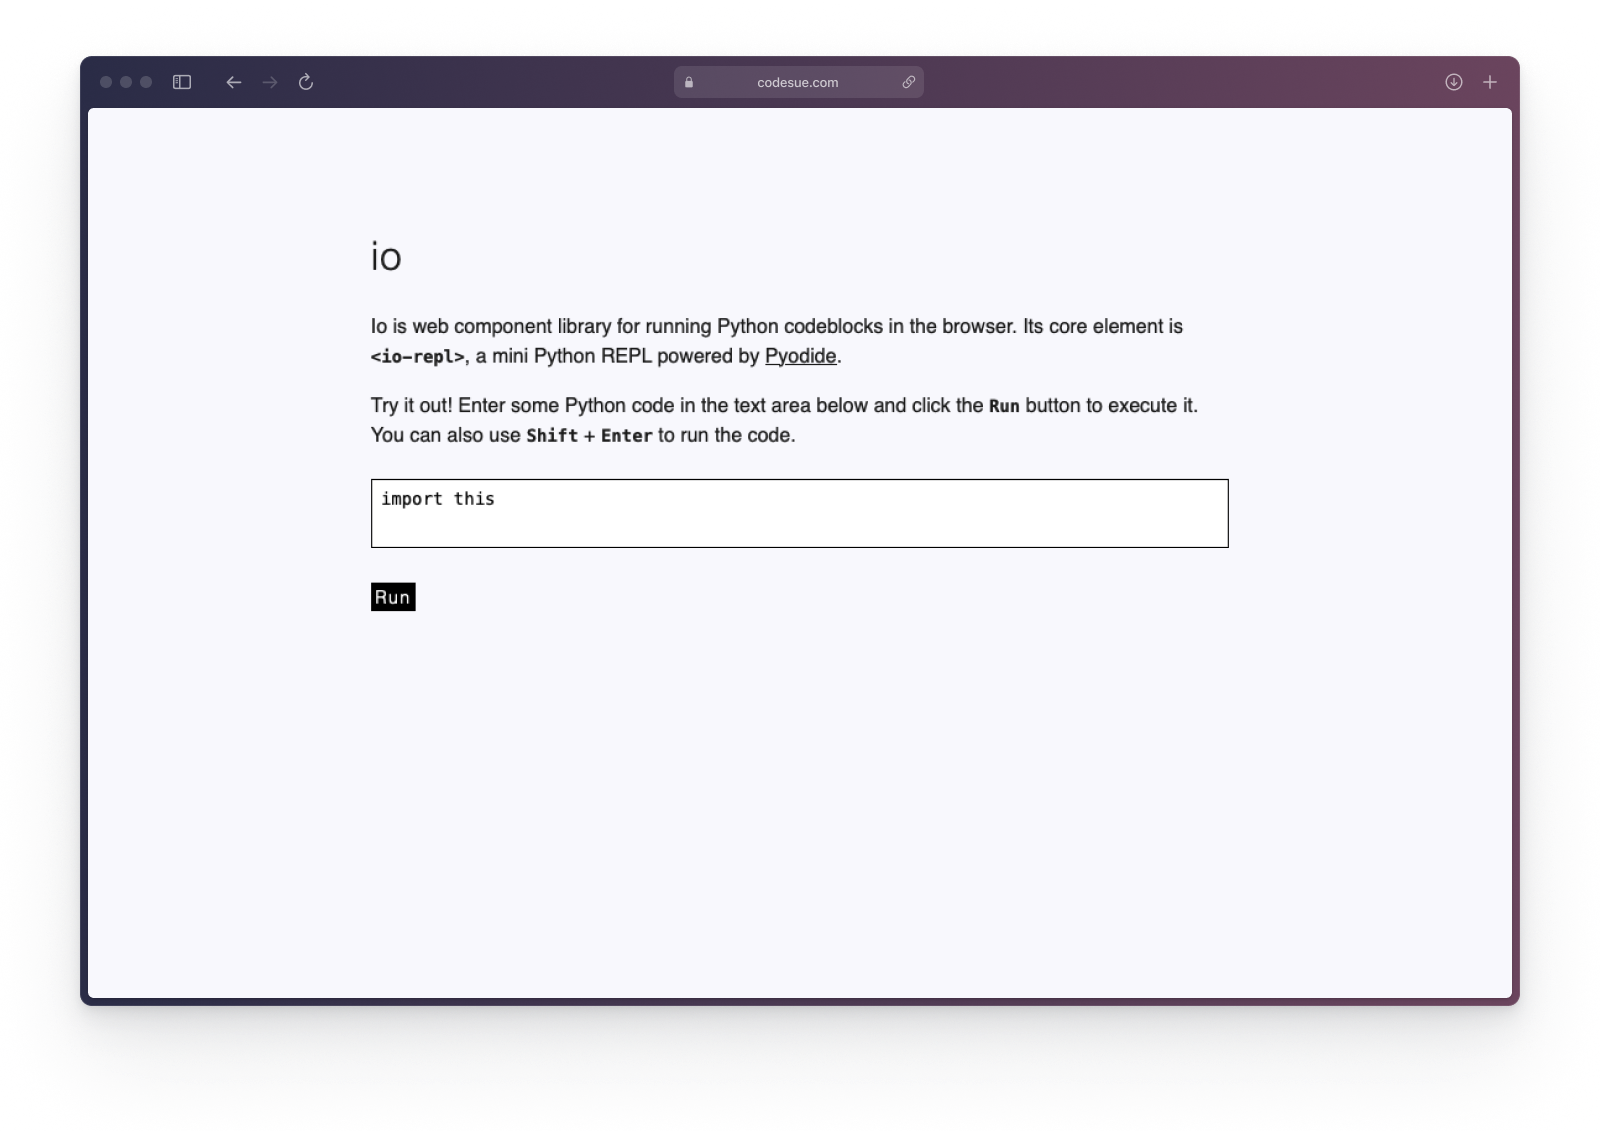 codesue.com
io
Io is web component library for running Python codeblocks in the browser. Its core element is
<io-repl>, a mini Python REPL powered by Pyodide.
Try it out! Enter some Python code in the text area below and click the Run button to execute it.
You can also use Shift + Enter to run the code.
import this
Run